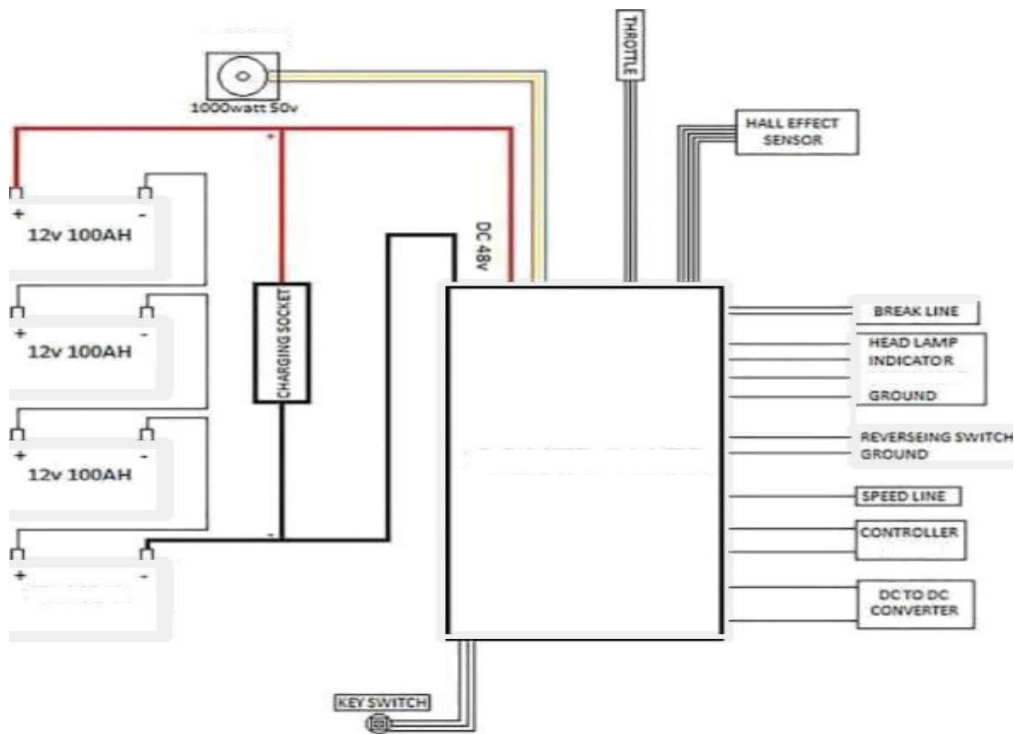 THROTTLE
1000watt 50v
HALL EFFECT
SENSOR
+
+ -
12v 100AH
DC 48v
CHARGING SOCKET
+ -
12v 100AH
+ -
12v 100AH
-
+ -
BREAK LINE
HEAD LAMP
INDICATOR
GROUND
REVERSEING SWITCH
GROUND
SPEED LINE
CONTROLLER
DC TO DC
CONVERTER
KEY SWITCH